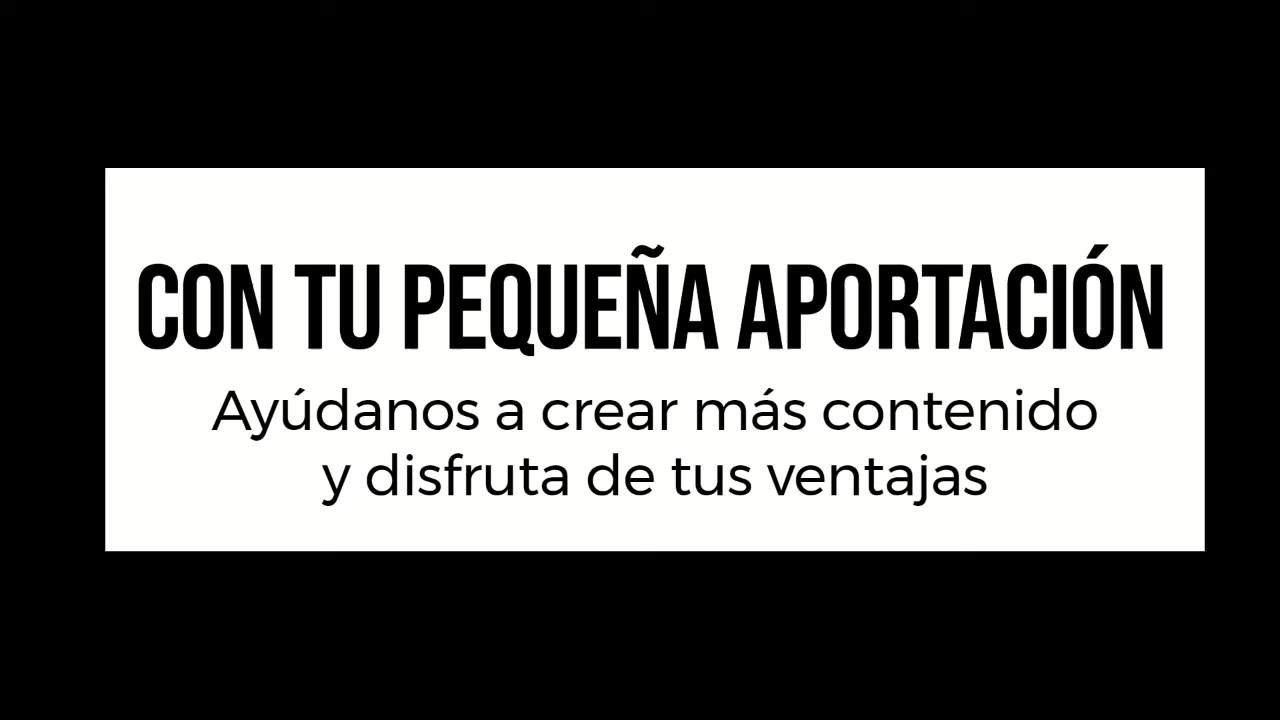 CON TU PEQUEÑA APORTACIÓN
Ayúdanos a crear más contenido
y disfruta de tus ventajas